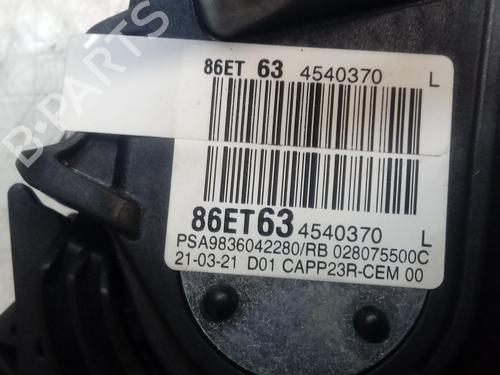 B-PARTS
86ET 63 4540370 L
86ET63 4540370 L
PSA9836042280/RB 028075500C
21-03-21 D01 CAPP23R-CEM 00